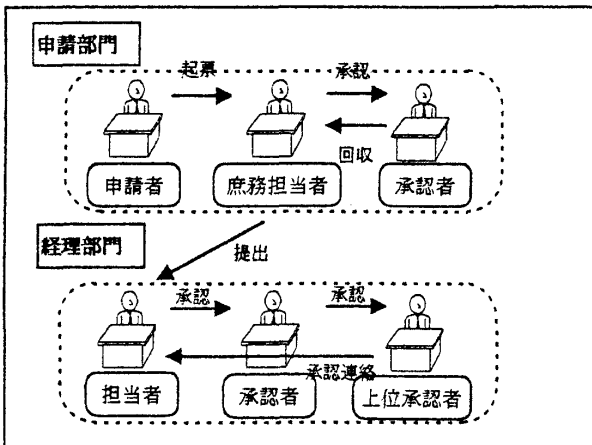 申請部門
起票
承認
回収
申請者
庶務担当者
承認者
経理部門
提出
承認
承認
承認連絡
担当者
承認者
上位承認者